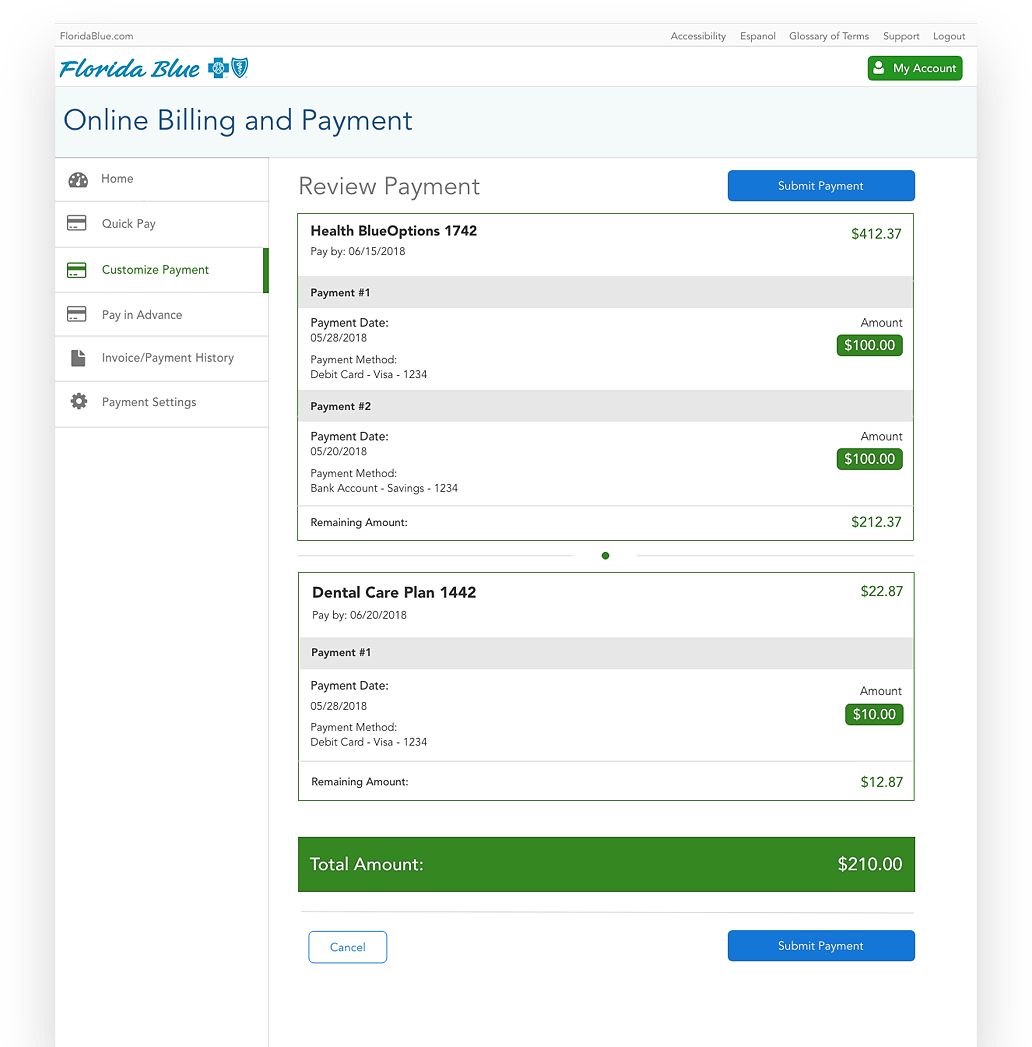 FloridaBlue.com Accessibility Espanol Glossary of Terms Support Logout
Florida Blue My Account
Online Billing and Payment
Home
Quick Pay
Customize Payment
Pay in Advance
Invoice/Payment History
Payment Settings
Review Payment Submit Payment
Health BlueOptions 1742 $412.37
Pay by: 06/15/2018
Payment #1
Payment Date: Amount
05/28/2018 $100.00
Payment Method:
Debit Card - Visa - 1234
Payment #2
Payment Date: Amount
05/20/2018 $100.00
Payment Method:
Bank Account - Savings - 1234
Remaining Amount: $212.37
Dental Care Plan 1442 $22.87
Pay by: 06/20/2018
Payment #1
Payment Date: Amount
05/28/2018 $10.00
Payment Method:
Debit Card - Visa - 1234
Remaining Amount: $12.87
Total Amount: $210.00
Cancel Submit Payment